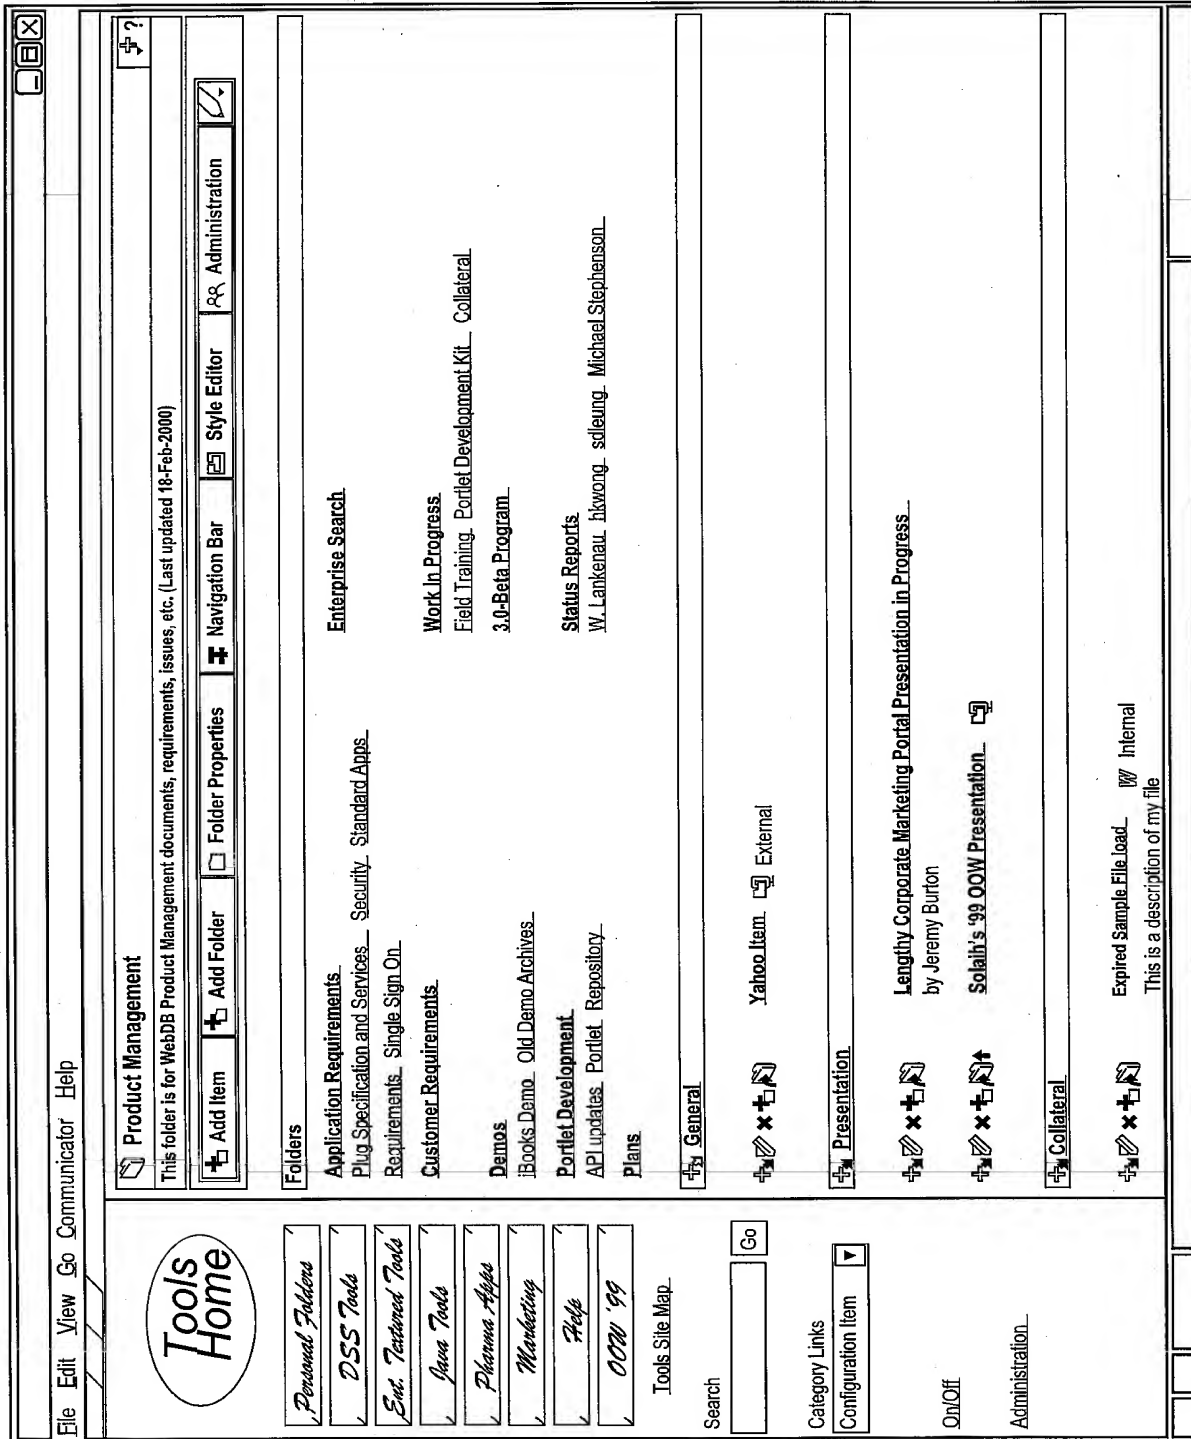 File Edit View Go Communicator Help
Tools
Home
Personal Folders
DSS Tools
Ent. Textured Tools
Java Tools
Pharma Apps
Marketing
Help
OOW '99
Tools Site Map
Search
Go
Category Links
Configuration Item
On/Off
Administration
Product Management
?
This folder is for WebDB Product Management documents, requirements, issues, etc. (Last updated 18-Feb-2000)
Add Item Add Folder Folder Properties Navigation Bar Style Editor Administration
Folders
Application Requirements
Plug Specification and Services Security Standard Apps
Requirements Single Sign On
Customer Requirements
Demos
iBooks Demo Old Demo Archives
Portlet Development
API updates Portlet Repository
Plans
Enterprise Search
Work In Progress
Field Training Portlet Development Kit Collateral
3.0-Beta Program
Status Reports
W. Lankenau hkwong sdleung Michael Stephenson
General
Yahoo Item External
Presentation
Lengthy Corporate Marketing Portal Presentation in Progress
by Jeremy Burton
Solaih's '99 OOW Presentation
Collateral
Expired Sample File load W Internal
This is a description of my file